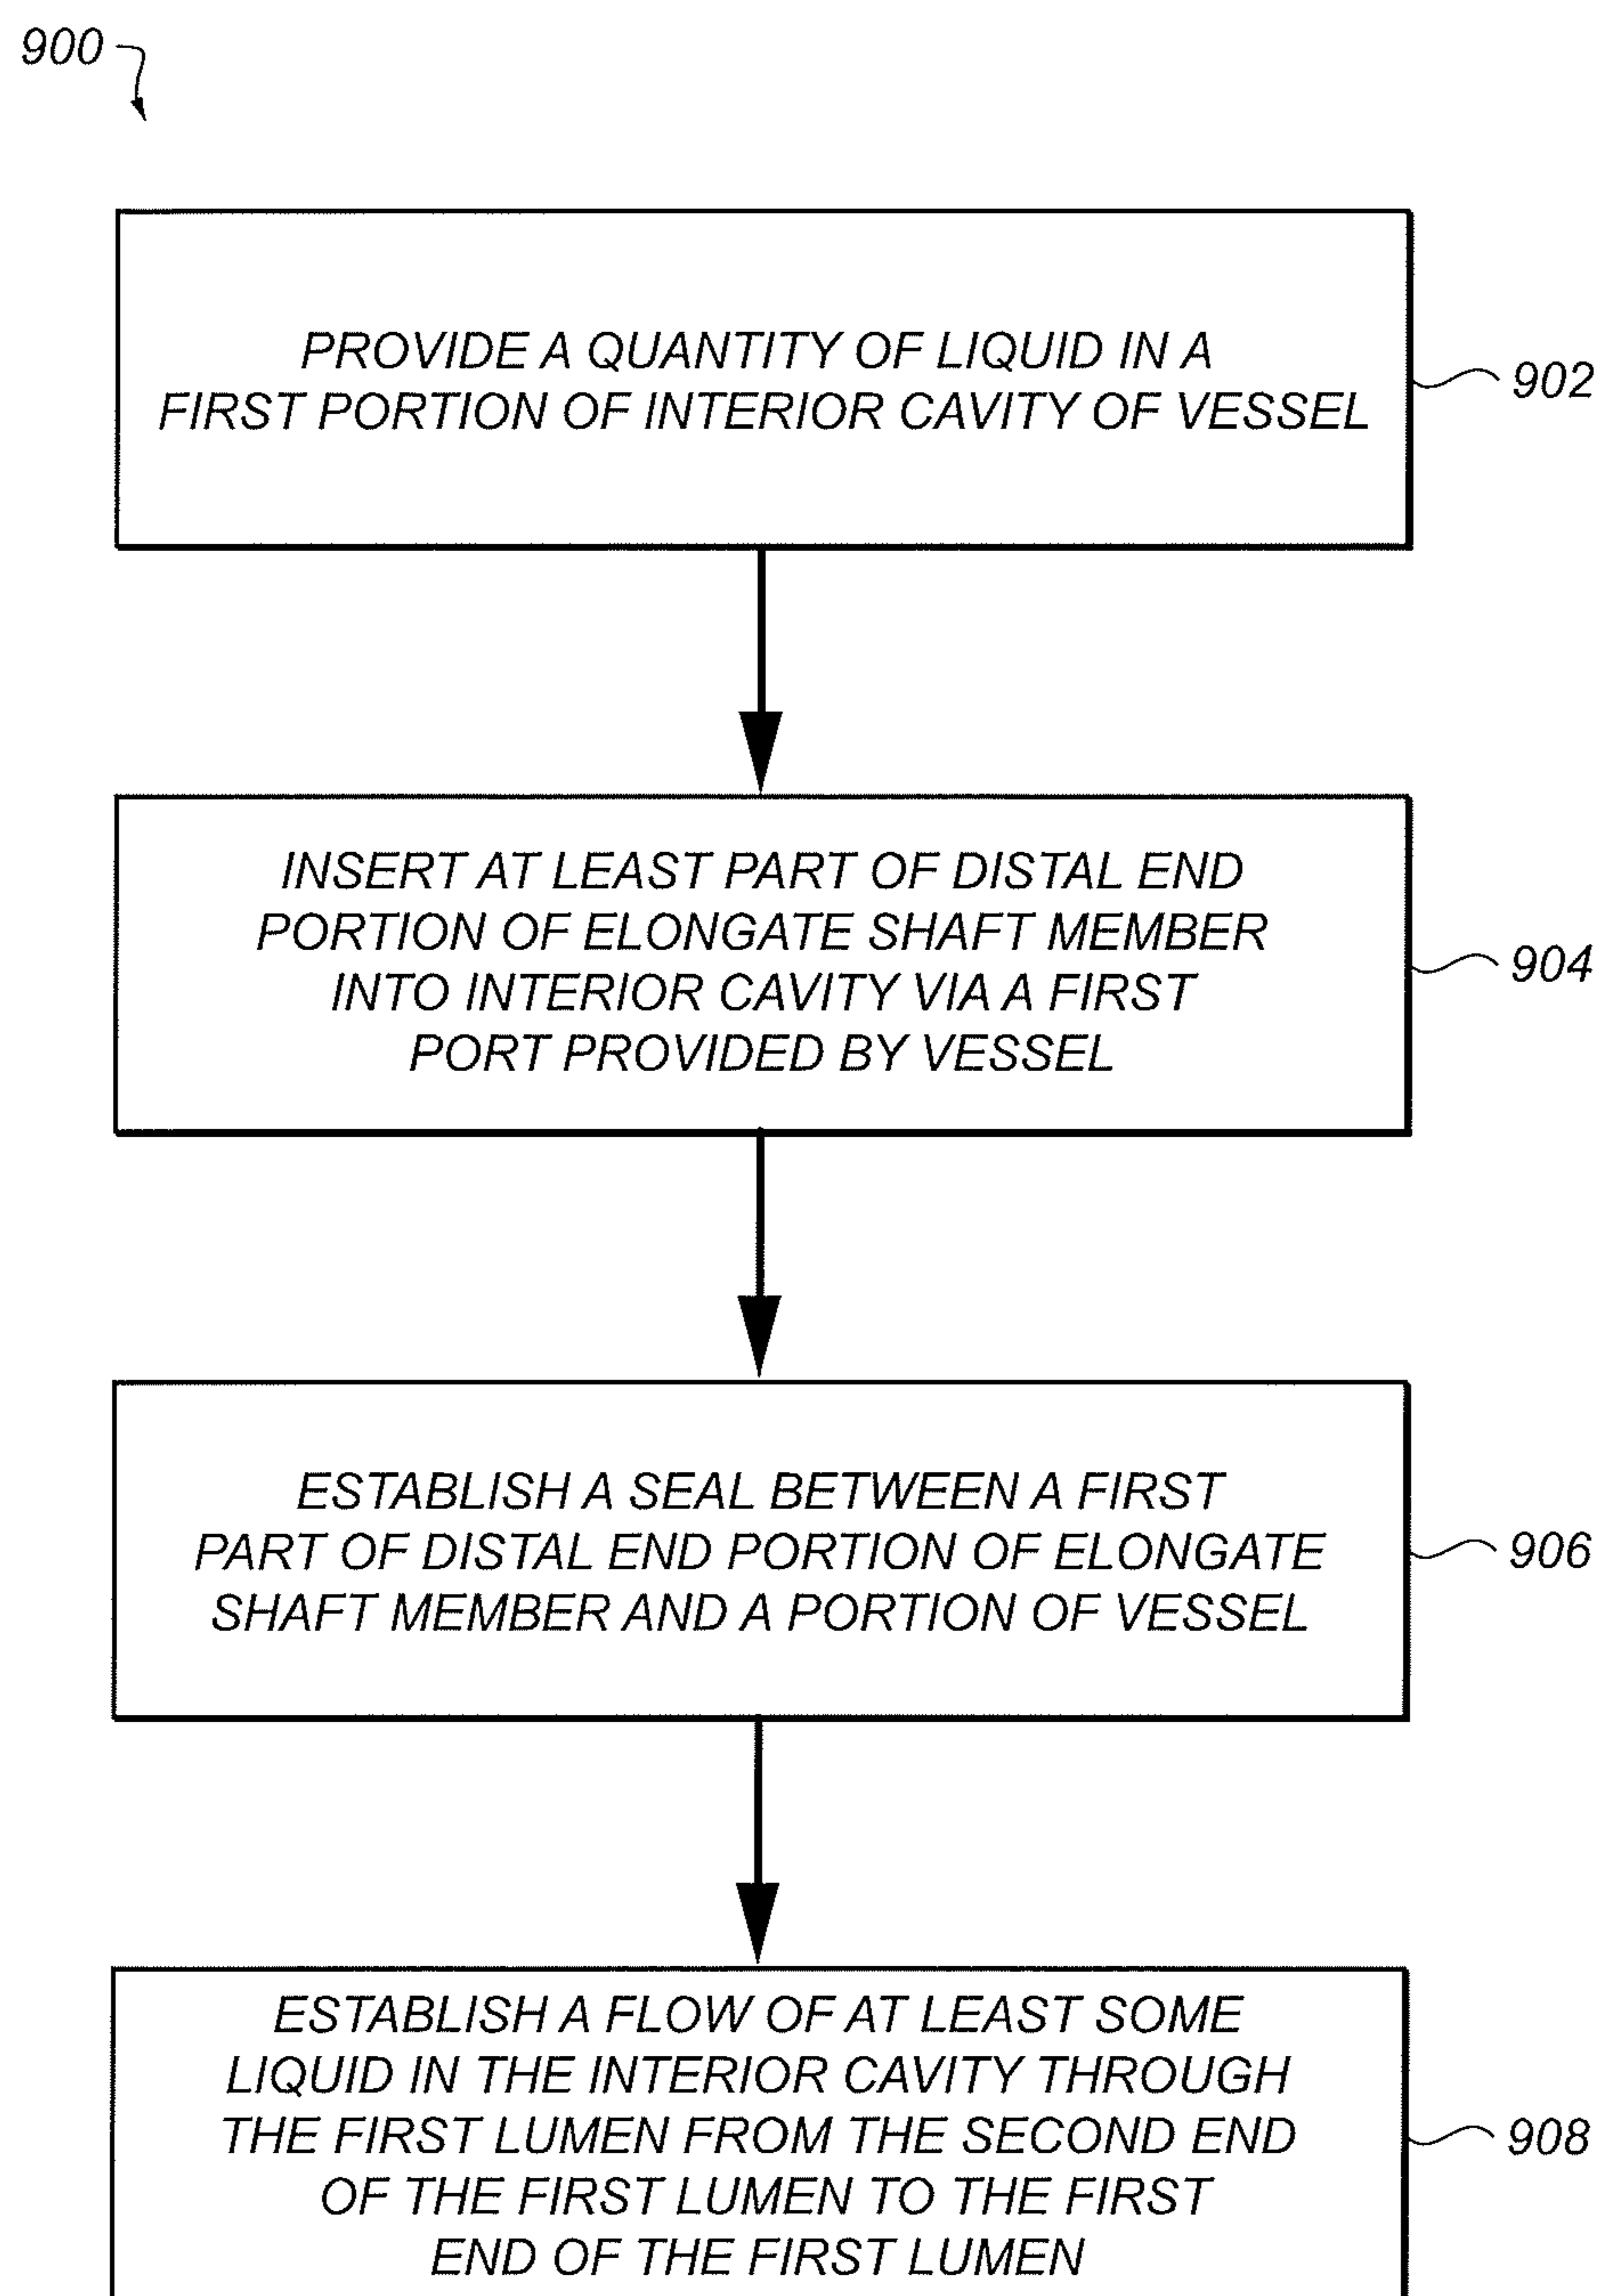 900
PROVIDE A QUANTITY OF LIQUID IN A
FIRST PORTION OF INTERIOR CAVITY OF VESSEL
902
INSERT AT LEAST PART OF DISTAL END
PORTION OF ELONGATE SHAFT MEMBER
INTO INTERIOR CAVITY VIA A FIRST
PORT PROVIDED BY VESSEL
904
ESTABLISH A SEAL BETWEEN A FIRST
PART OF DISTAL END PORTION OF ELONGATE
SHAFT MEMBER AND A PORTION OF VESSEL
906
ESTABLISH A FLOW OF AT LEAST SOME
LIQUID IN THE INTERIOR CAVITY THROUGH
THE FIRST LUMEN FROM THE SECOND END
OF THE FIRST LUMEN TO THE FIRST
END OF THE FIRST LUMEN
908